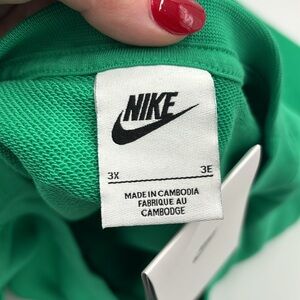 NIKE
3X 3E
MADE IN CAMBODIA
FABRIQUE AU
CAMBODGE